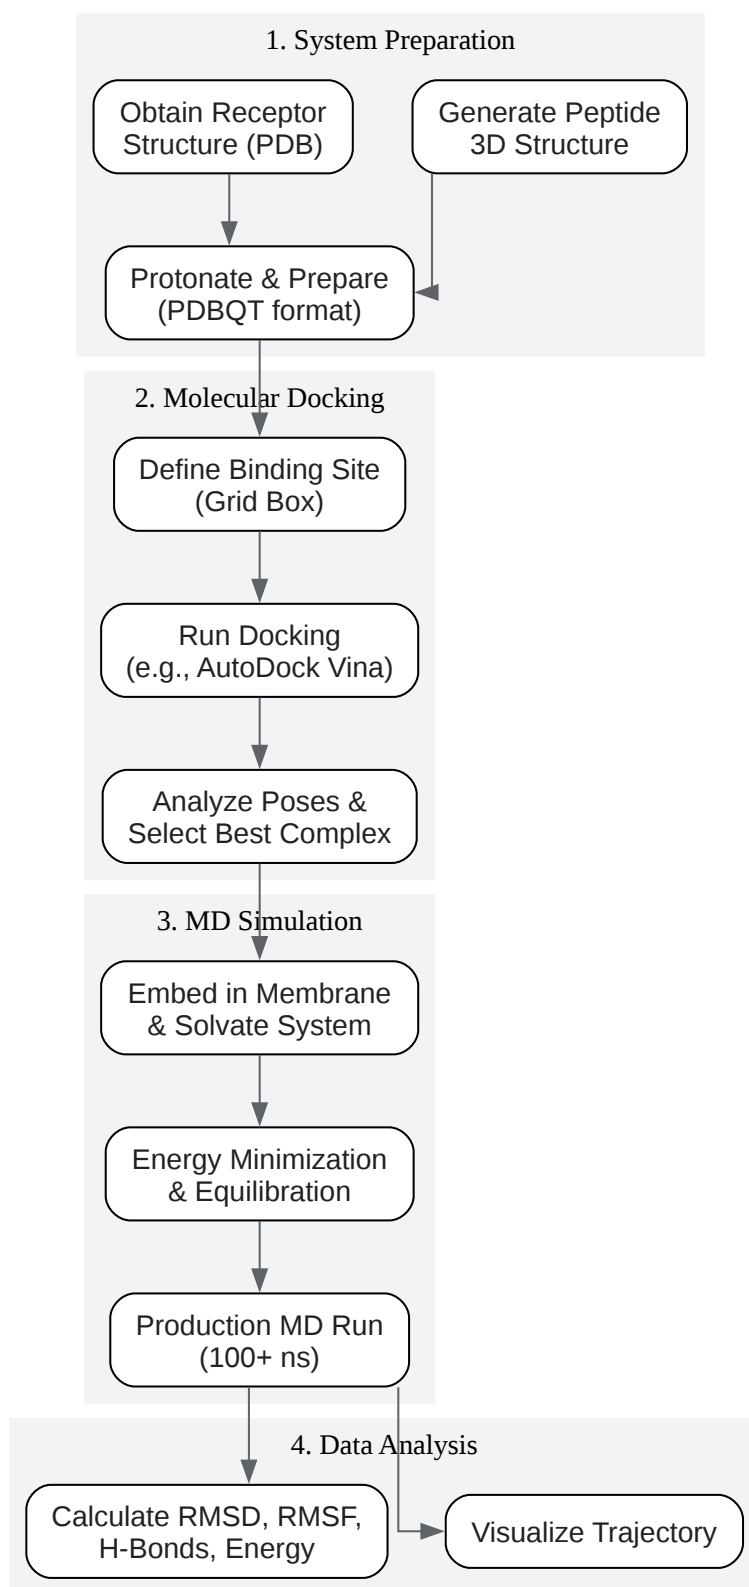 1. System Preparation
Obtain Receptor
Structure (PDB)
Generate Peptide
3D Structure
Protonate & Prepare
(PDBQT format)
2. Molecular Docking
Define Binding Site
(Grid Box)
Run Docking
(e.g., AutoDock Vina)
Analyze Poses &
Select Best Complex
3. MD Simulation
Embed in Membrane
& Solvate System
Energy Minimization
& Equilibration
Production MD Run
(100+ ns)
4. Data Analysis
Calculate RMSD, RMSF,
H-Bonds, Energy
Visualize Trajectory